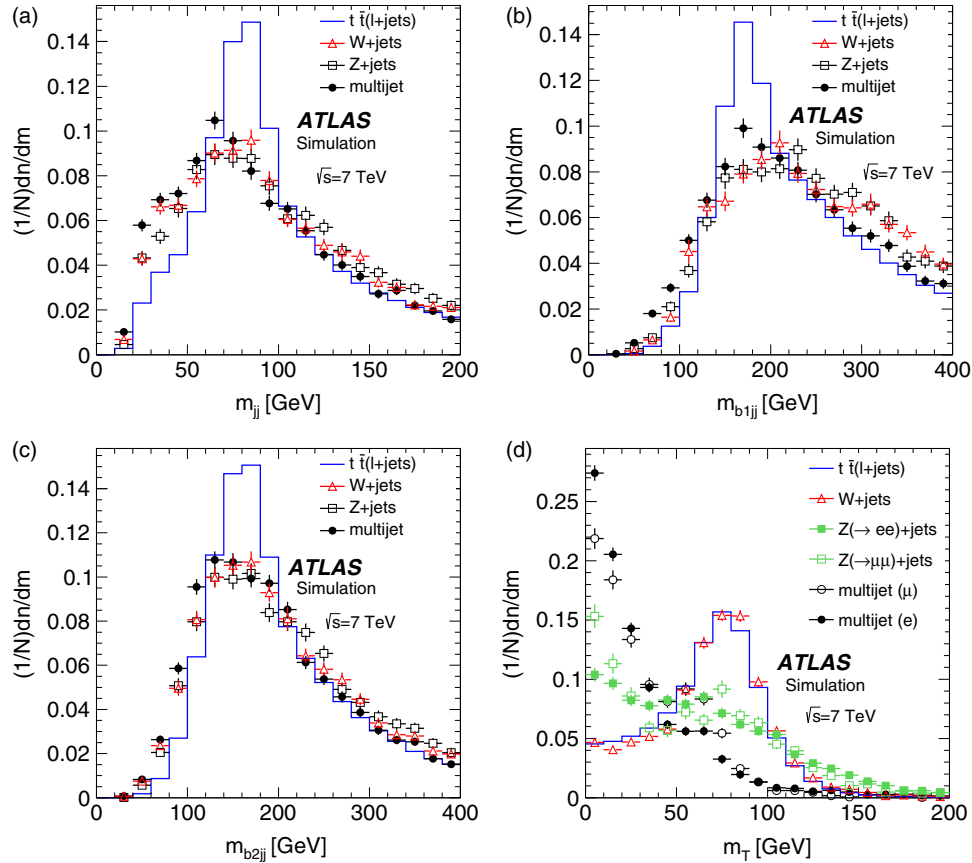 (a)
t t̄(l+jets)
W+jets
Z+jets
multijet
ATLAS
Simulation
√s=7 TeV
(1/N)dn/dm
0.14
0.12
0.1
0.08
0.06
0.04
0.02
0
0 50 100 150 200
m_jj [GeV]
(b)
t t̄(l+jets)
W+jets
Z+jets
multijet
ATLAS
Simulation
√s=7 TeV
(1/N)dn/dm
0.14
0.12
0.1
0.08
0.06
0.04
0.02
0
0 100 200 300 400
m_b1jj [GeV]
(c)
t t̄(l+jets)
W+jets
Z+jets
multijet
ATLAS
Simulation
√s=7 TeV
(1/N)dn/dm
0.14
0.12
0.1
0.08
0.06
0.04
0.02
0
0 100 200 300 400
m_b2jj [GeV]
(d)
t t̄(l+jets)
W+jets
Z(→ ee)+jets
Z(→μμ)+jets
multijet (μ)
multijet (e)
ATLAS
Simulation
√s=7 TeV
(1/N)dn/dm
0.25
0.2
0.15
0.1
0.05
0
0 50 100 150 200
m_T [GeV]